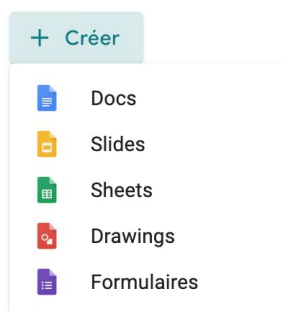 + Créer
Docs
Slides
Sheets
Drawings
Formulaires